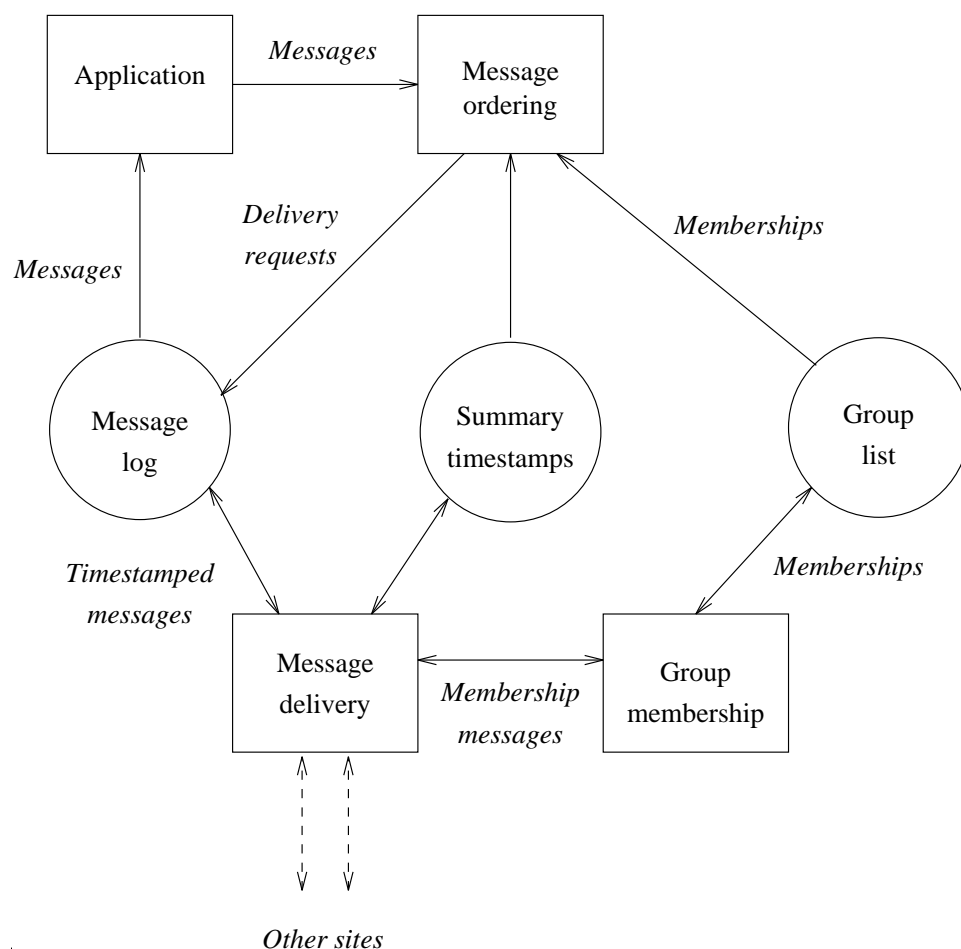 Messages
Application
Message
ordering
Delivery
requests
Memberships
Messages
Message
log
Summary
timestamps
Group
list
Timestamped
messages
Memberships
Message
delivery
Membership
messages
Group
membership
Other sites